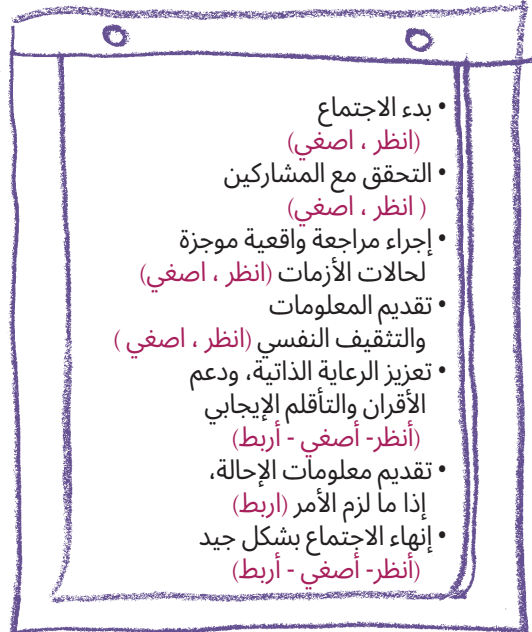 • بدء الاجتماع
(انظر ، اصغي)
• التحقق مع المشاركين
( انظر ، اصغي)
• إجراء مراجعة واقعية موجزة
لحالات الأزمات (انظر ، اصغي)
• تقديم المعلومات
والتثقيف النفسي (انظر ، اصغي )
• تعزيز الرعاية الذاتية، ودعم
الأقران والتأقلم الإيجابي
(أنظر- أصغي - أربط)
• تقديم معلومات الإحالة،
إذا ما لزم الأمر (اربط)
• إنهاء الاجتماع بشكل جيد
(أنظر- أصغي - أربط)